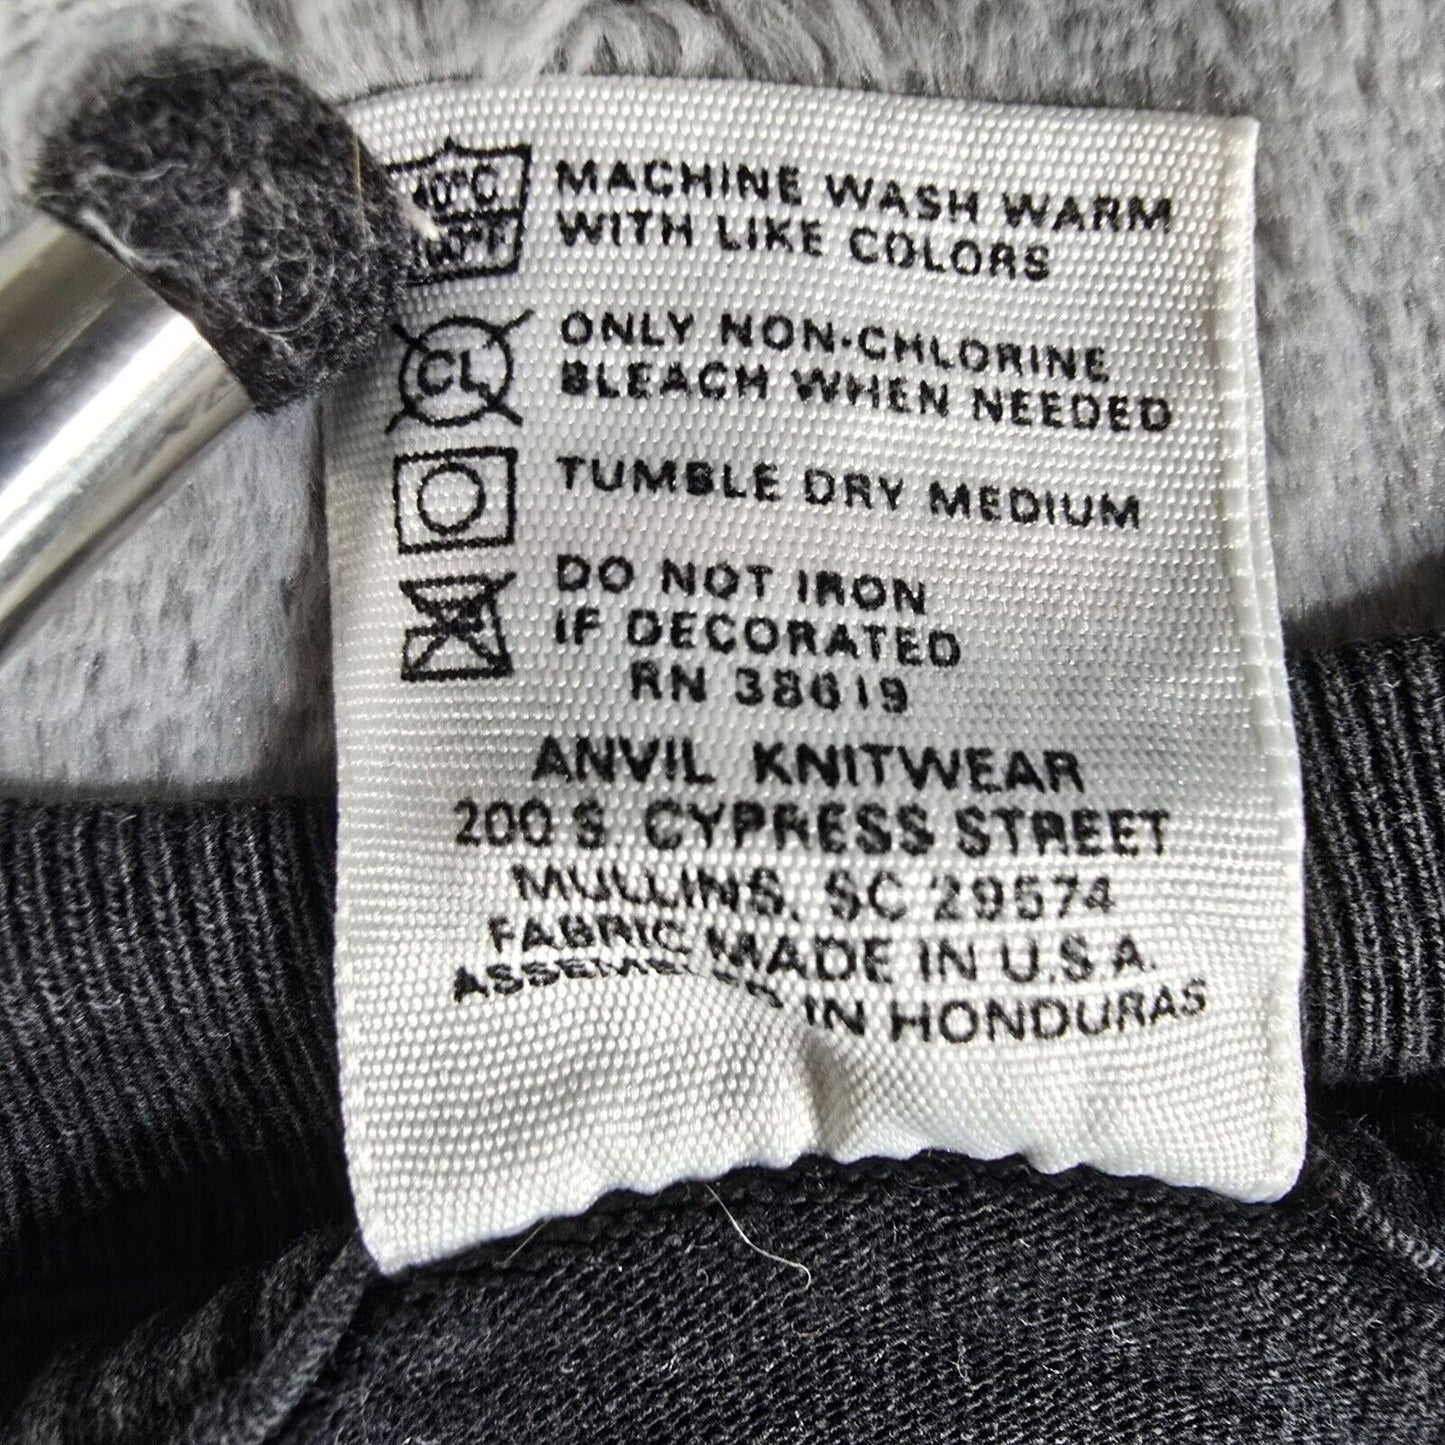 40°C
MACHINE WASH WARM
WITH LIKE COLORS
CL
ONLY NON-CHLORINE
BLEACH WHEN NEEDED
TUMBLE DRY MEDIUM
DO NOT IRON
IF DECORATED
RN 38619
ANVIL KNITWEAR
200 S. CYPRESS STREET
MULLINS, SC 29574
FABRIC MADE IN U.S.A.
ASSEMBLED IN HONDURAS